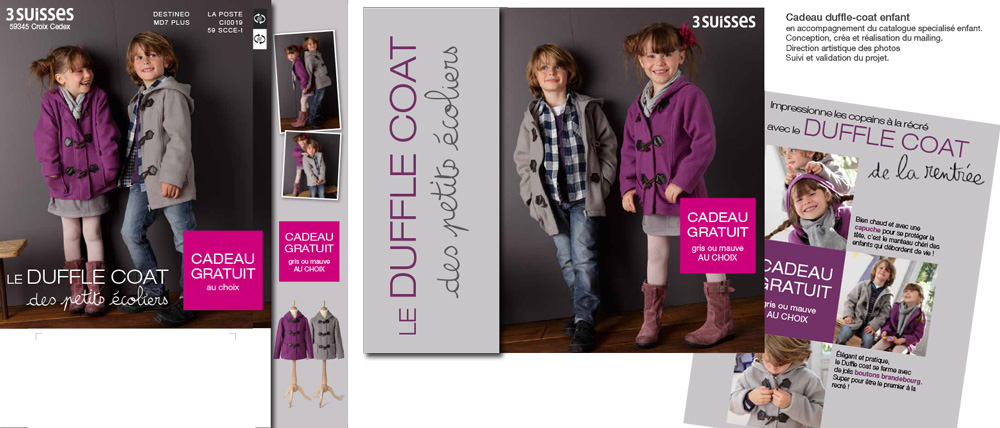 3SUISSES
59345 Croix Cedex
DESTINEO
MD7 PLUS
LA POSTE
CI0019
59 SCCE-I
LE DUFFLE COAT
des petits écoliers
CADEAU
GRATUIT
au choix
CADEAU
GRATUIT
gris ou mauve
AU CHOIX
LE DUFFLE COAT
des petits écoliers
3SUISSES
CADEAU
GRATUIT
gris ou mauve
AU CHOIX
Cadeau duffle-coat enfant
en accompagnement du catalogue specialisé enfant.
Conception, créa et réalisation du mailing.
Direction artistique des photos
Suivi et validation du projet.
Impressionne les copains à la récré
avec le DUFFLE COAT
de la rentrée
Bien chaud et avec une
capuche pour se protéger la
tête, c'est le manteau chéri des
enfants qui débordent de vie !
CADEAU
GRATUIT
gris ou mauve
AU CHOIX
Élégant et pratique,
le Duffle coat se ferme avec
de jolis boutons brandebourg.
Super pour être le premier à la
récré !